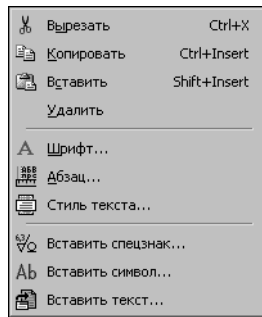 Вырезать Ctrl+X
Копировать Ctrl+Insert
Вставить Shift+Insert
Удалить
Шрифт...
Абзац...
Стиль текста...
Вставить спецзнак...
Ab Вставить символ...
Вставить текст...